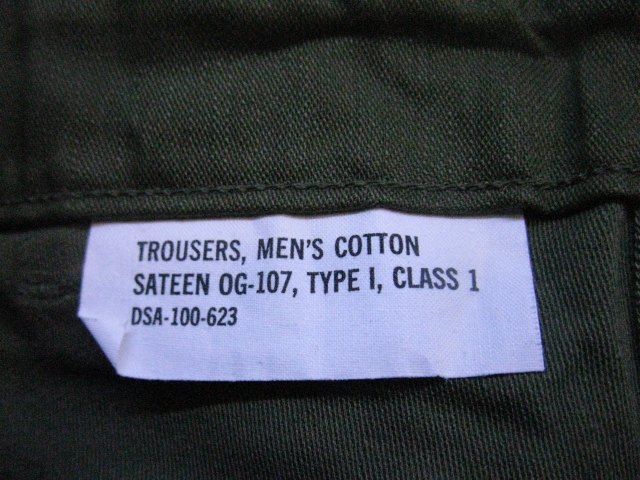 TROUSERS, MEN'S COTTON
SATEEN OG-107, TYPE I, CLASS 1
DSA-100-623